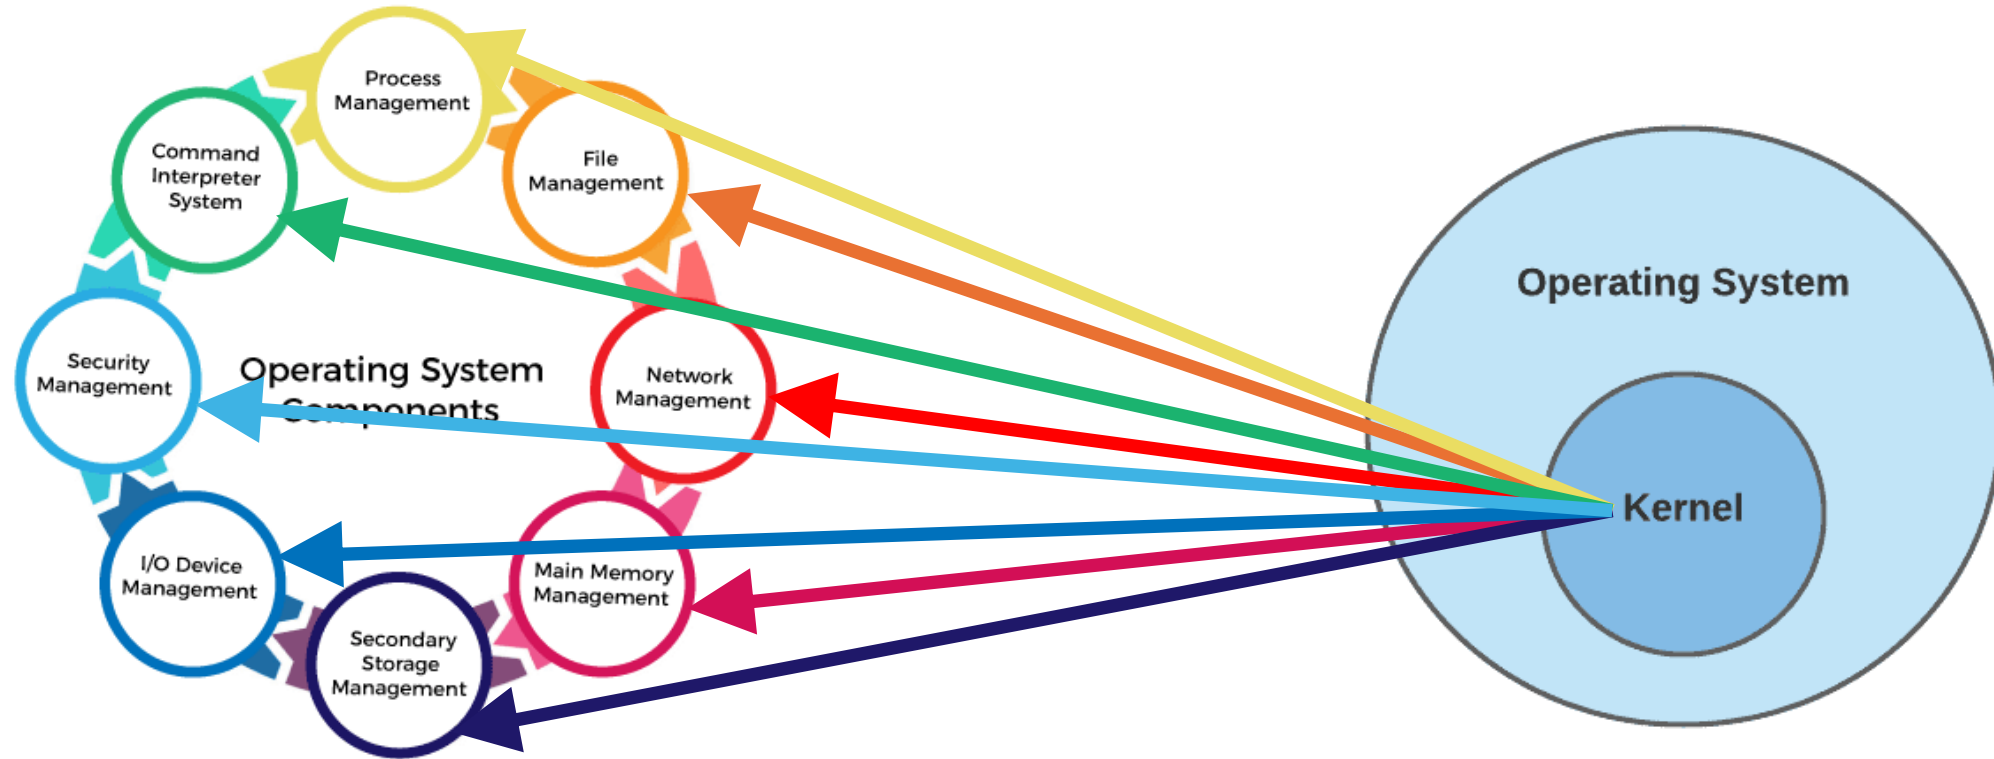 Process
Management
File
Management
Command
Interpreter
System
Security
Management
Operating System
Components
Network
Management
I/O Device
Management
Main Memory
Management
Secondary
Storage
Management
Operating System
Kernel